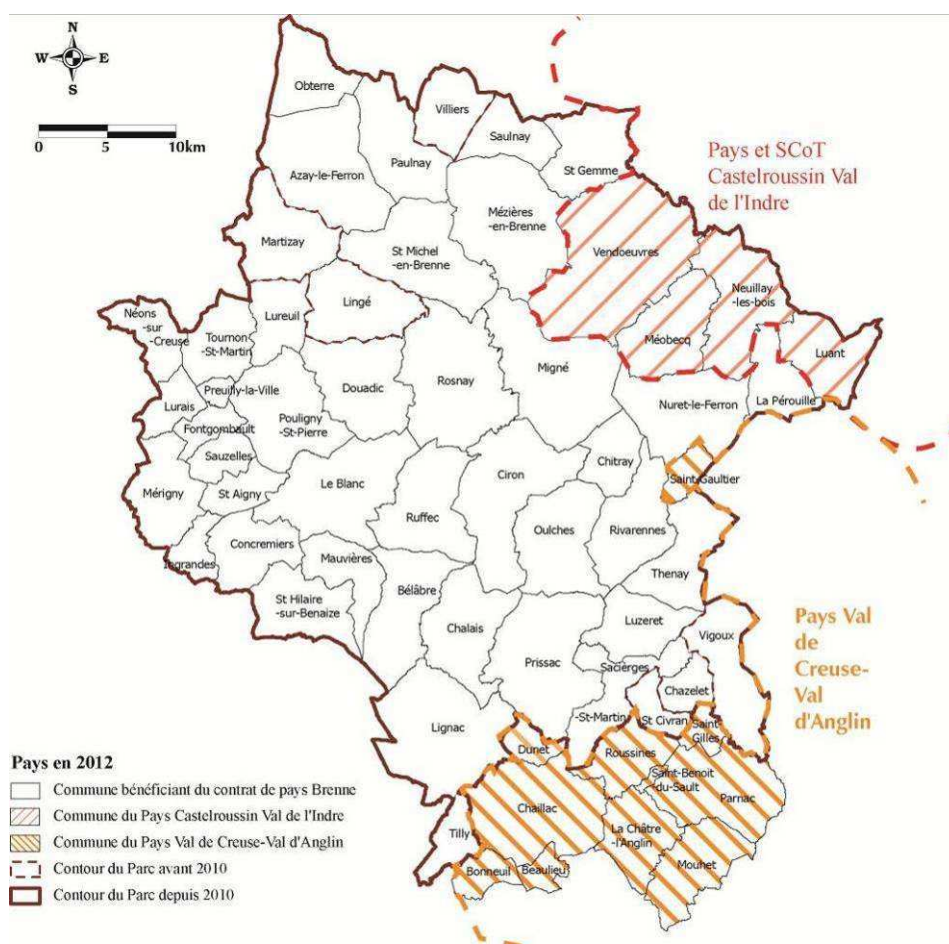 N
W E
S
0 5 10km
Obterre
Villiers
Saulnay
Paulnay
Azay-le-Ferron
St Gemme
Pays et SCoT
Castelroussin Val
de l'Indre
Mézières
-en-Brenne
Martizay
St Michel
-en-Brenne
Vendoeuvres
Neuillay
-les-bois
Lingé
Néons
-sur
-Creuse
Lureuil
Tournon
-St-Martin
Méobecq
Luant
Migné
Rosnay
Douadic
Preuilly-la-Ville
Lurais
Pouligny
-St-Pierre
Nuret-le-Ferron
La Pérouille
Fontgombault
Sauzelles
Chitray
Ciron
Saint-Gaultier
Le Blanc
Mérigny
St Aigny
Ruffec
Oulches
Rivarennes
Concremiers
Mauvières
Ingrandes
Thenay
Bélâbre
St Hilaire
-sur-Benaize
Luzeret
Pays Val
de
Creuse-
Val
d'Anglin
Chalais
Vigoux
Prissac
Sacierges
Chazelet
-St-Martin
St Civran
Saint-
Gilles
Lignac
Dunet
Roussines
Saint-Benoit
-du-Sault
Parnac
Chaillac
La Châtre
-l'Anglin
Tilly
Mouhet
Bonneuil
Beaulieu
Pays en 2012
Commune bénéficiant du contrat de pays Brenne
Commune du Pays Castelroussin Val de l'Indre
Commune du Pays Val de Creuse-Val d'Anglin
Contour du Parc avant 2010
Contour du Parc depuis 2010